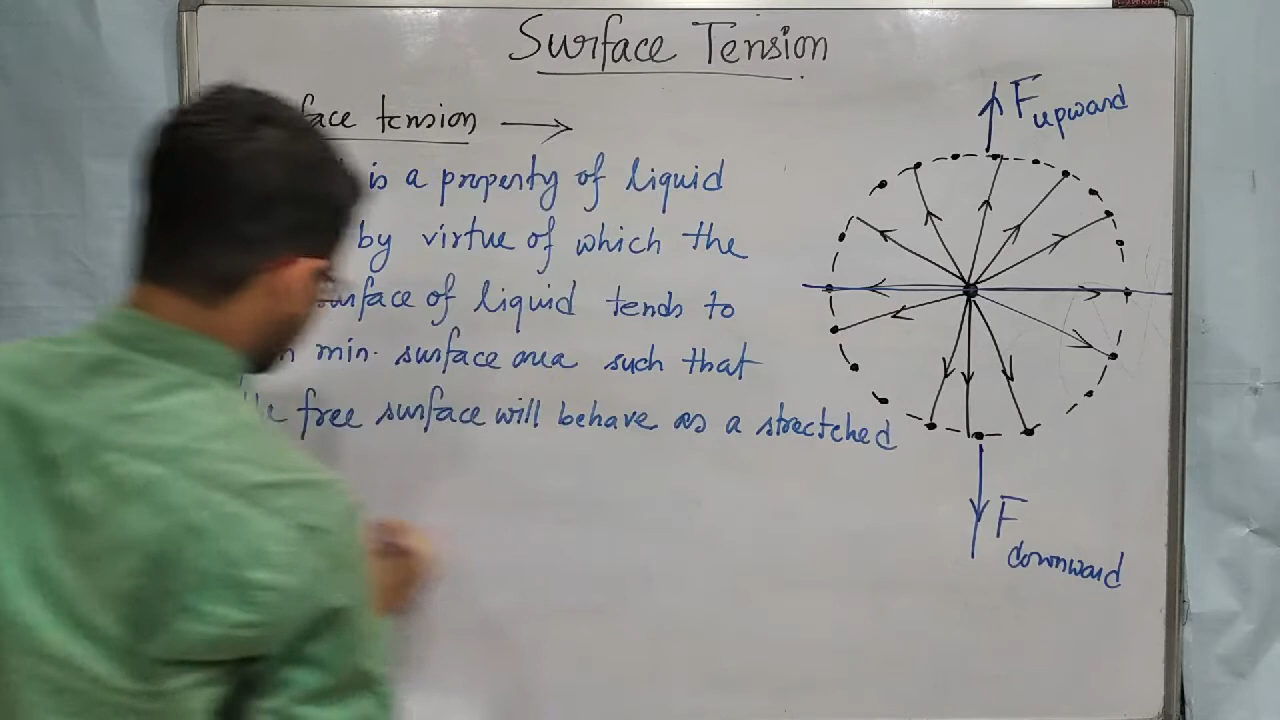 Surface Tension
face tension →
is a property of liquid
by virtue of which the
surface of liquid tends to
min. surface area such that
free surface will behave as a stretched
F upward
F downward